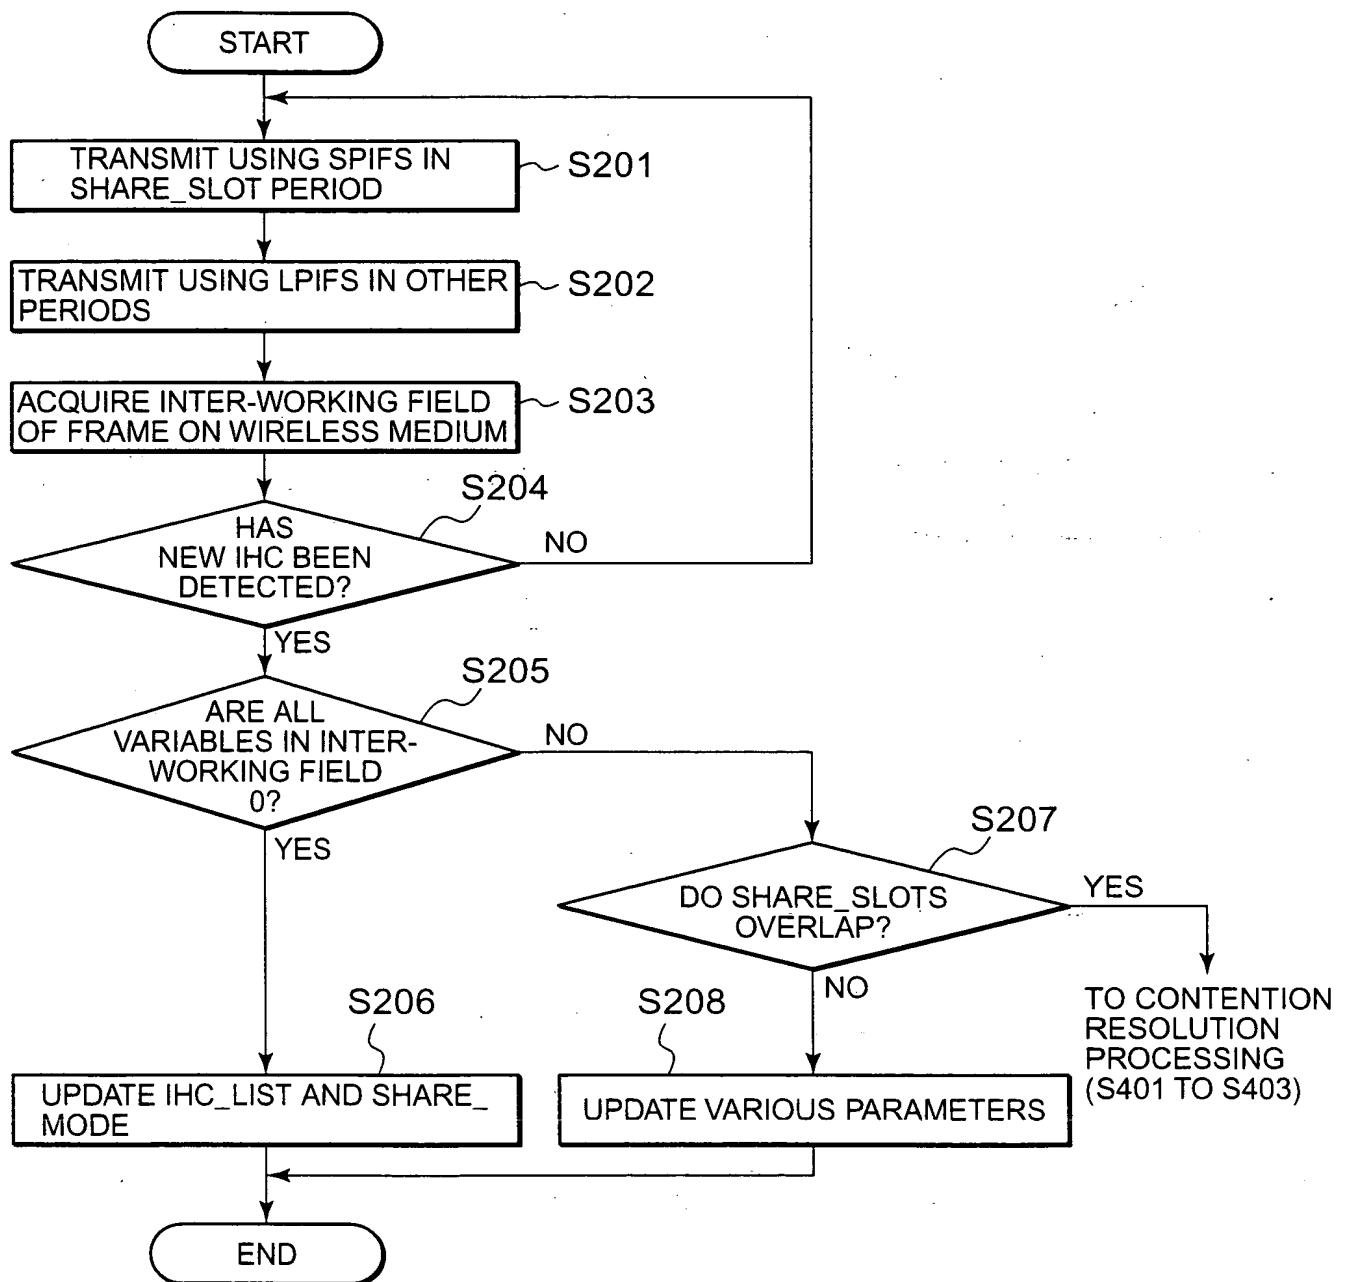 START
TRANSMIT USING SPIFS IN
SHARE_SLOT PERIOD
S201
TRANSMIT USING LPIFS IN OTHER
PERIODS
S202
ACQUIRE INTER-WORKING FIELD
OF FRAME ON WIRELESS MEDIUM
S203
S204
HAS
NEW IHC BEEN
DETECTED?
NO
YES
S205
ARE ALL
VARIABLES IN INTER-
WORKING FIELD
0?
NO
YES
S207
DO SHARE_SLOTS
OVERLAP?
YES
NO
TO CONTENTION
RESOLUTION
PROCESSING
(S401 TO S403)
S206
UPDATE IHC_LIST AND SHARE_
MODE
S208
UPDATE VARIOUS PARAMETERS
END